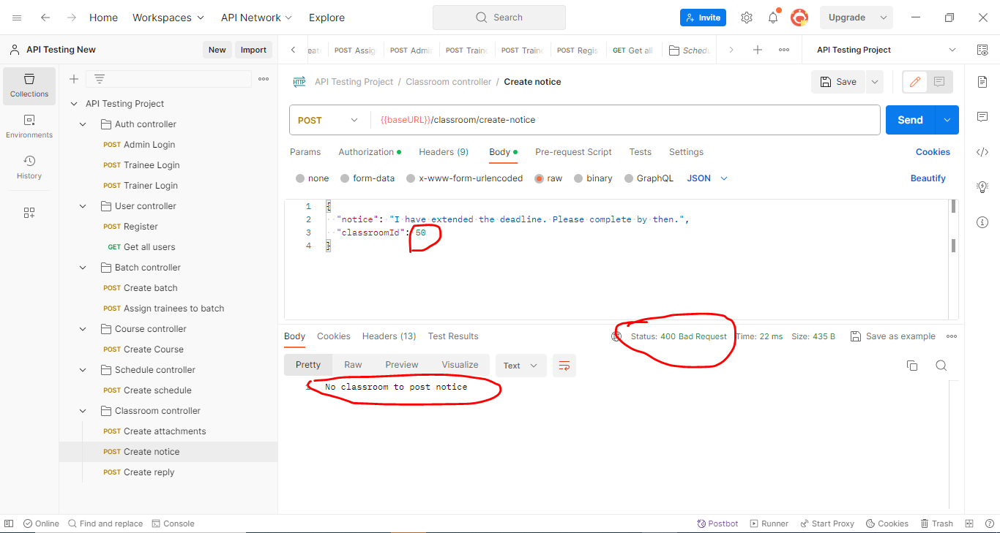 Home Workspaces API Network Explore Search Invite Upgrade
API Testing New New Import
POST Assig POST Admi POST Traine POST Traine POST Regis GET Get all Schedu API Testing Project
Collections
Environments
History
API Testing Project
Auth controller
POST Admin Login
POST Trainee Login
POST Trainer Login
User controller
POST Register
GET Get all users
Batch controller
POST Create batch
POST Assign trainees to batch
Course controller
POST Create Course
Schedule controller
POST Create schedule
Classroom controller
POST Create attachments
POST Create notice
POST Create reply
HTTP API Testing Project / Classroom controller / Create notice Save
POST {{baseURL}}/classroom/create-notice Send
Params Authorization Headers (9) Body Pre-request Script Tests Settings Cookies
none form-data x-www-form-urlencoded raw binary GraphQL JSON Beautify
1 {
2 "notice": "I have extended the deadline. Please complete by then.",
3 "classroomId": 50
4 }
Body Cookies Headers (13) Test Results Status: 400 Bad Request Time: 22 ms Size: 435 B Save as example
Pretty Raw Preview Visualize Text
1 No classroom to post notice
Online Find and replace Console Postbot Runner Start Proxy Cookies Trash